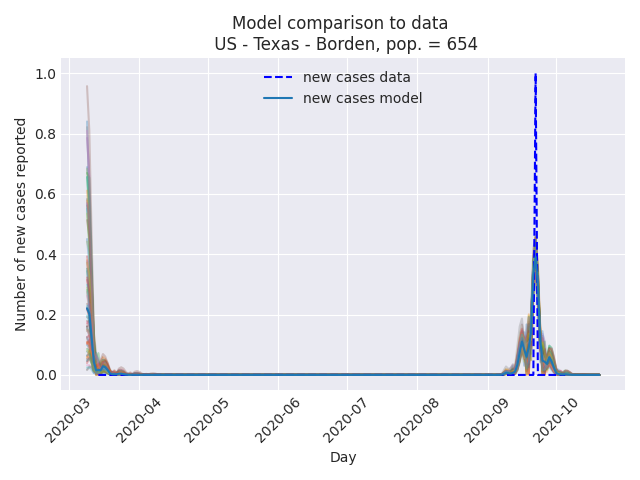 Model comparison to data
US - Texas - Borden, pop. = 654
new cases data
new cases model
Number of new cases reported
1.0
0.8
0.6
0.4
0.2
0.0
2020-03
2020-04
2020-05
2020-06
2020-07
2020-08
2020-09
2020-10
Day